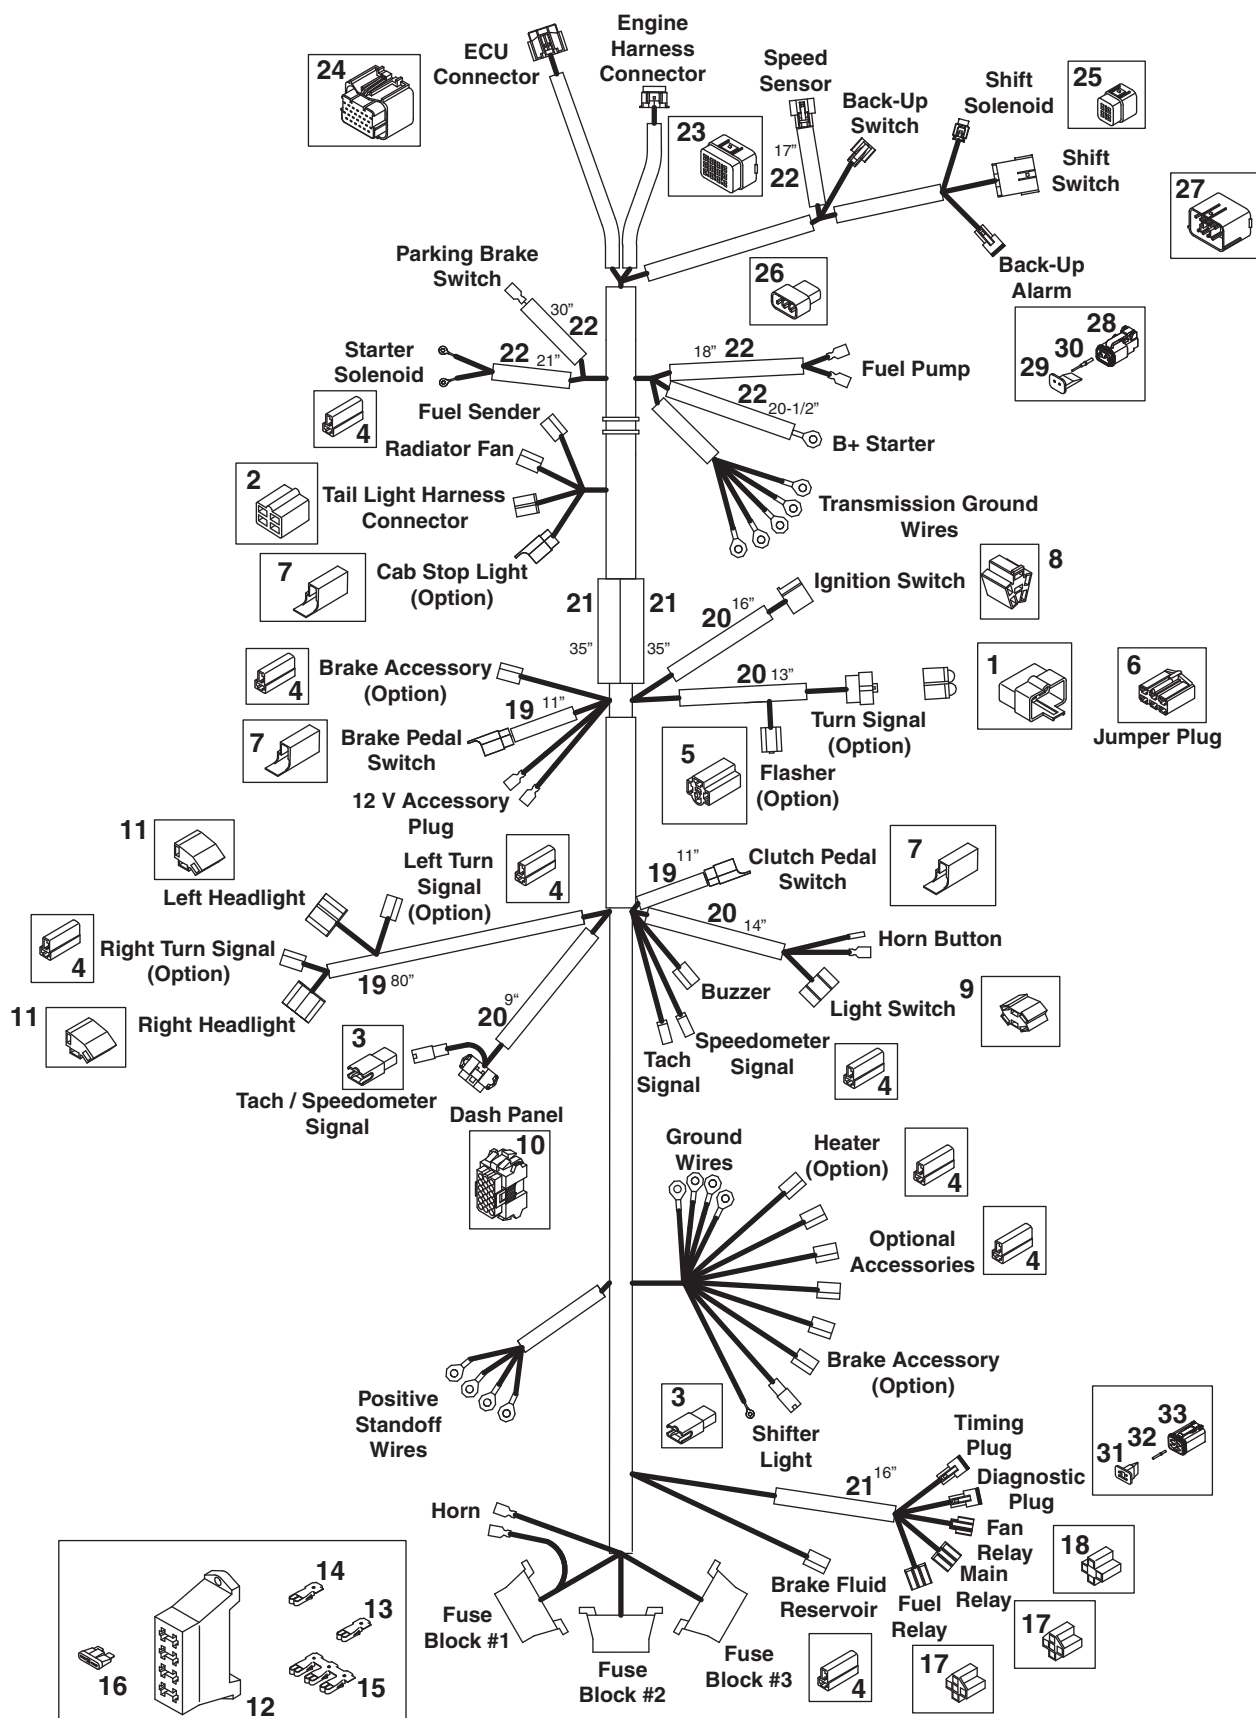 ECU
Connector
Engine
Harness
Connector
24
23
Speed
Sensor
17”
22
Back-Up
Switch
Shift
Solenoid
25
Shift
Switch
27
Back-Up
Alarm
26
28
30
29
Parking Brake
Switch
30”
22
Starter
Solenoid
22
21”
18”
22
Fuel Pump
22
20-1/2”
B+ Starter
4
Fuel Sender
Radiator Fan
2
Tail Light Harness
Connector
Transmission Ground
Wires
7
Cab Stop Light
(Option)
8
Ignition Switch
21
35”
21
35”
20
16”
4
Brake Accessory
(Option)
19
11”
7
Brake Pedal
Switch
12 V Accessory
Plug
20
13”
Turn Signal
(Option)
1
6
Jumper Plug
5
Flasher
(Option)
11
Left Headlight
Left Turn
Signal
(Option)
4
19
11”
Clutch Pedal
Switch
7
4
Right Turn Signal
(Option)
19
80”
20
14”
Horn Button
11
Right Headlight
20
9“
Buzzer
Light Switch
9
3
Tach / Speedometer
Signal
Dash Panel
10
Tach
Signal
Speedometer
Signal
4
Ground
Wires
Heater
(Option)
4
Optional
Accessories
4
Positive
Standoff
Wires
Brake Accessory
(Option)
3
Shifter
Light
Timing
Plug
Diagnostic
Plug
31
32
33
21
16”
Fan
Relay
18
Main
Relay
17
Fuel
Relay
17
Brake Fluid
Reservoir
4
Horn
Fuse
Block #1
Fuse
Block #2
Fuse
Block #3
14
13
16
15
12